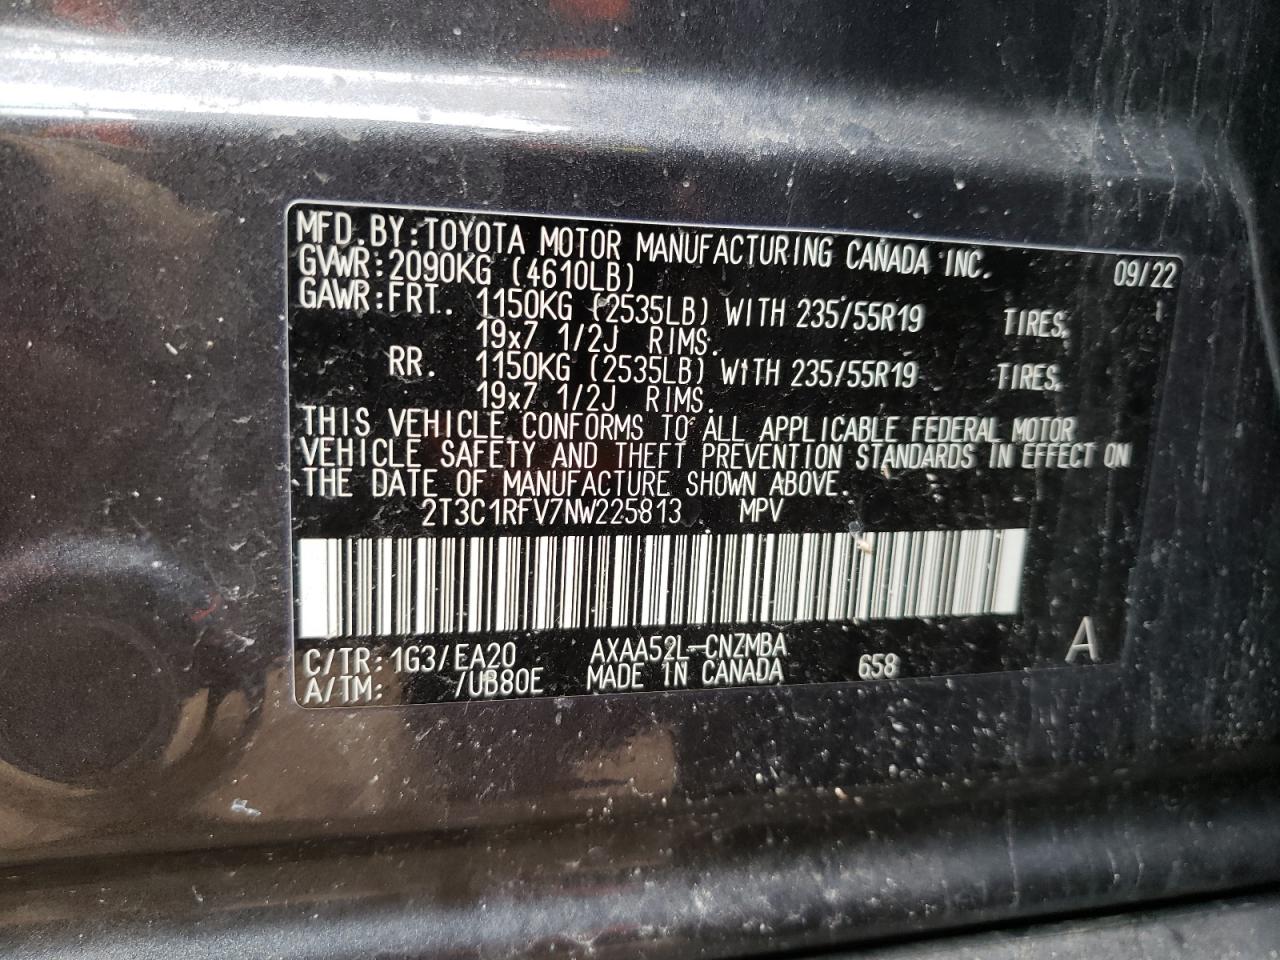 MFD.BY:TOYOTA MOTOR MANUFACTURING CANADA INC. 09/22
GVWR:2090KG (4610LB) 1
GAWR:FRT. 1150KG (2535LB) WITH 235/55R19 TIRES,
19x7 1/2J RIMS.
RR. 1150KG (2535LB) WITH 235/55R19 TIRES,
19x7 1/2J RIMS.
THIS VEHICLE CONFORMS TO ALL APPLICABLE FEDERAL MOTOR
VEHICLE SAFETY AND THEFT PREVENTION STANDARDS IN EFFECT ON
THE DATE OF MANUFACTURE SHOWN ABOVE.
2T3C1RFV7NW225813 MPV
C/TR:1G3/EA20 AXAA52L-CNZMBA 658 A
A/TM: /UB80E MADE IN CANADA